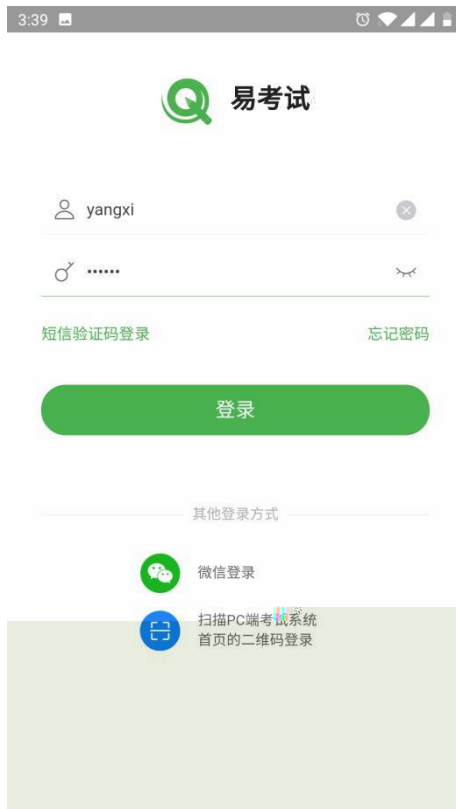 3:39
易考试
yangxi
••••••
短信验证码登录
忘记密码
登录
其他登录方式
微信登录
扫描PC端考试系统
首页的二维码登录